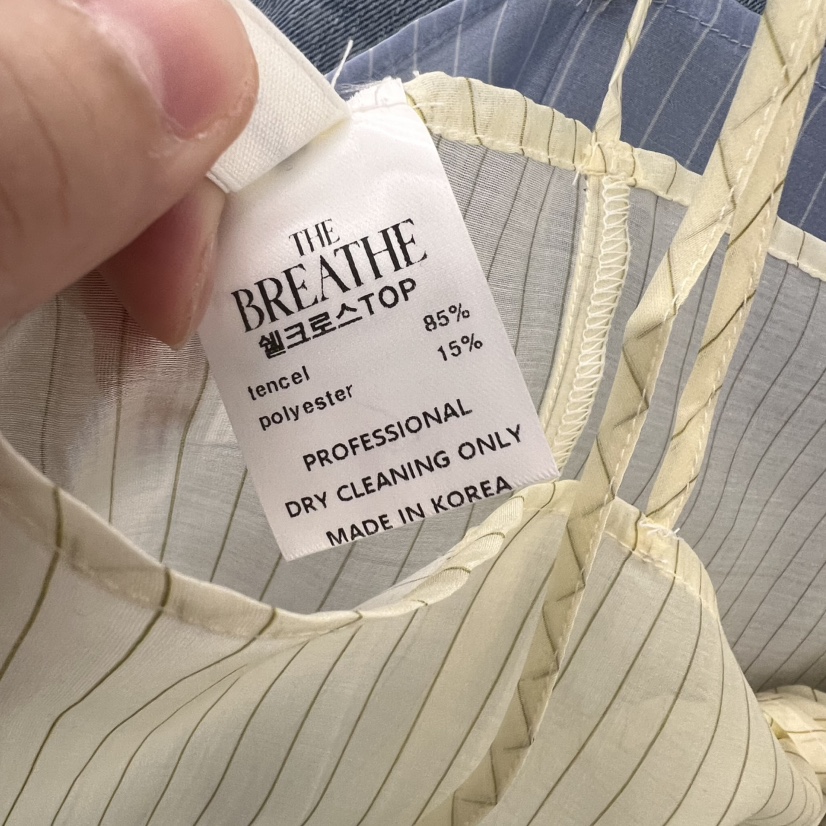 THE
BREATHE
쉘크로스TOP
tencel 85%
polyester 15%
PROFESSIONAL
DRY CLEANING ONLY
MADE IN KOREA